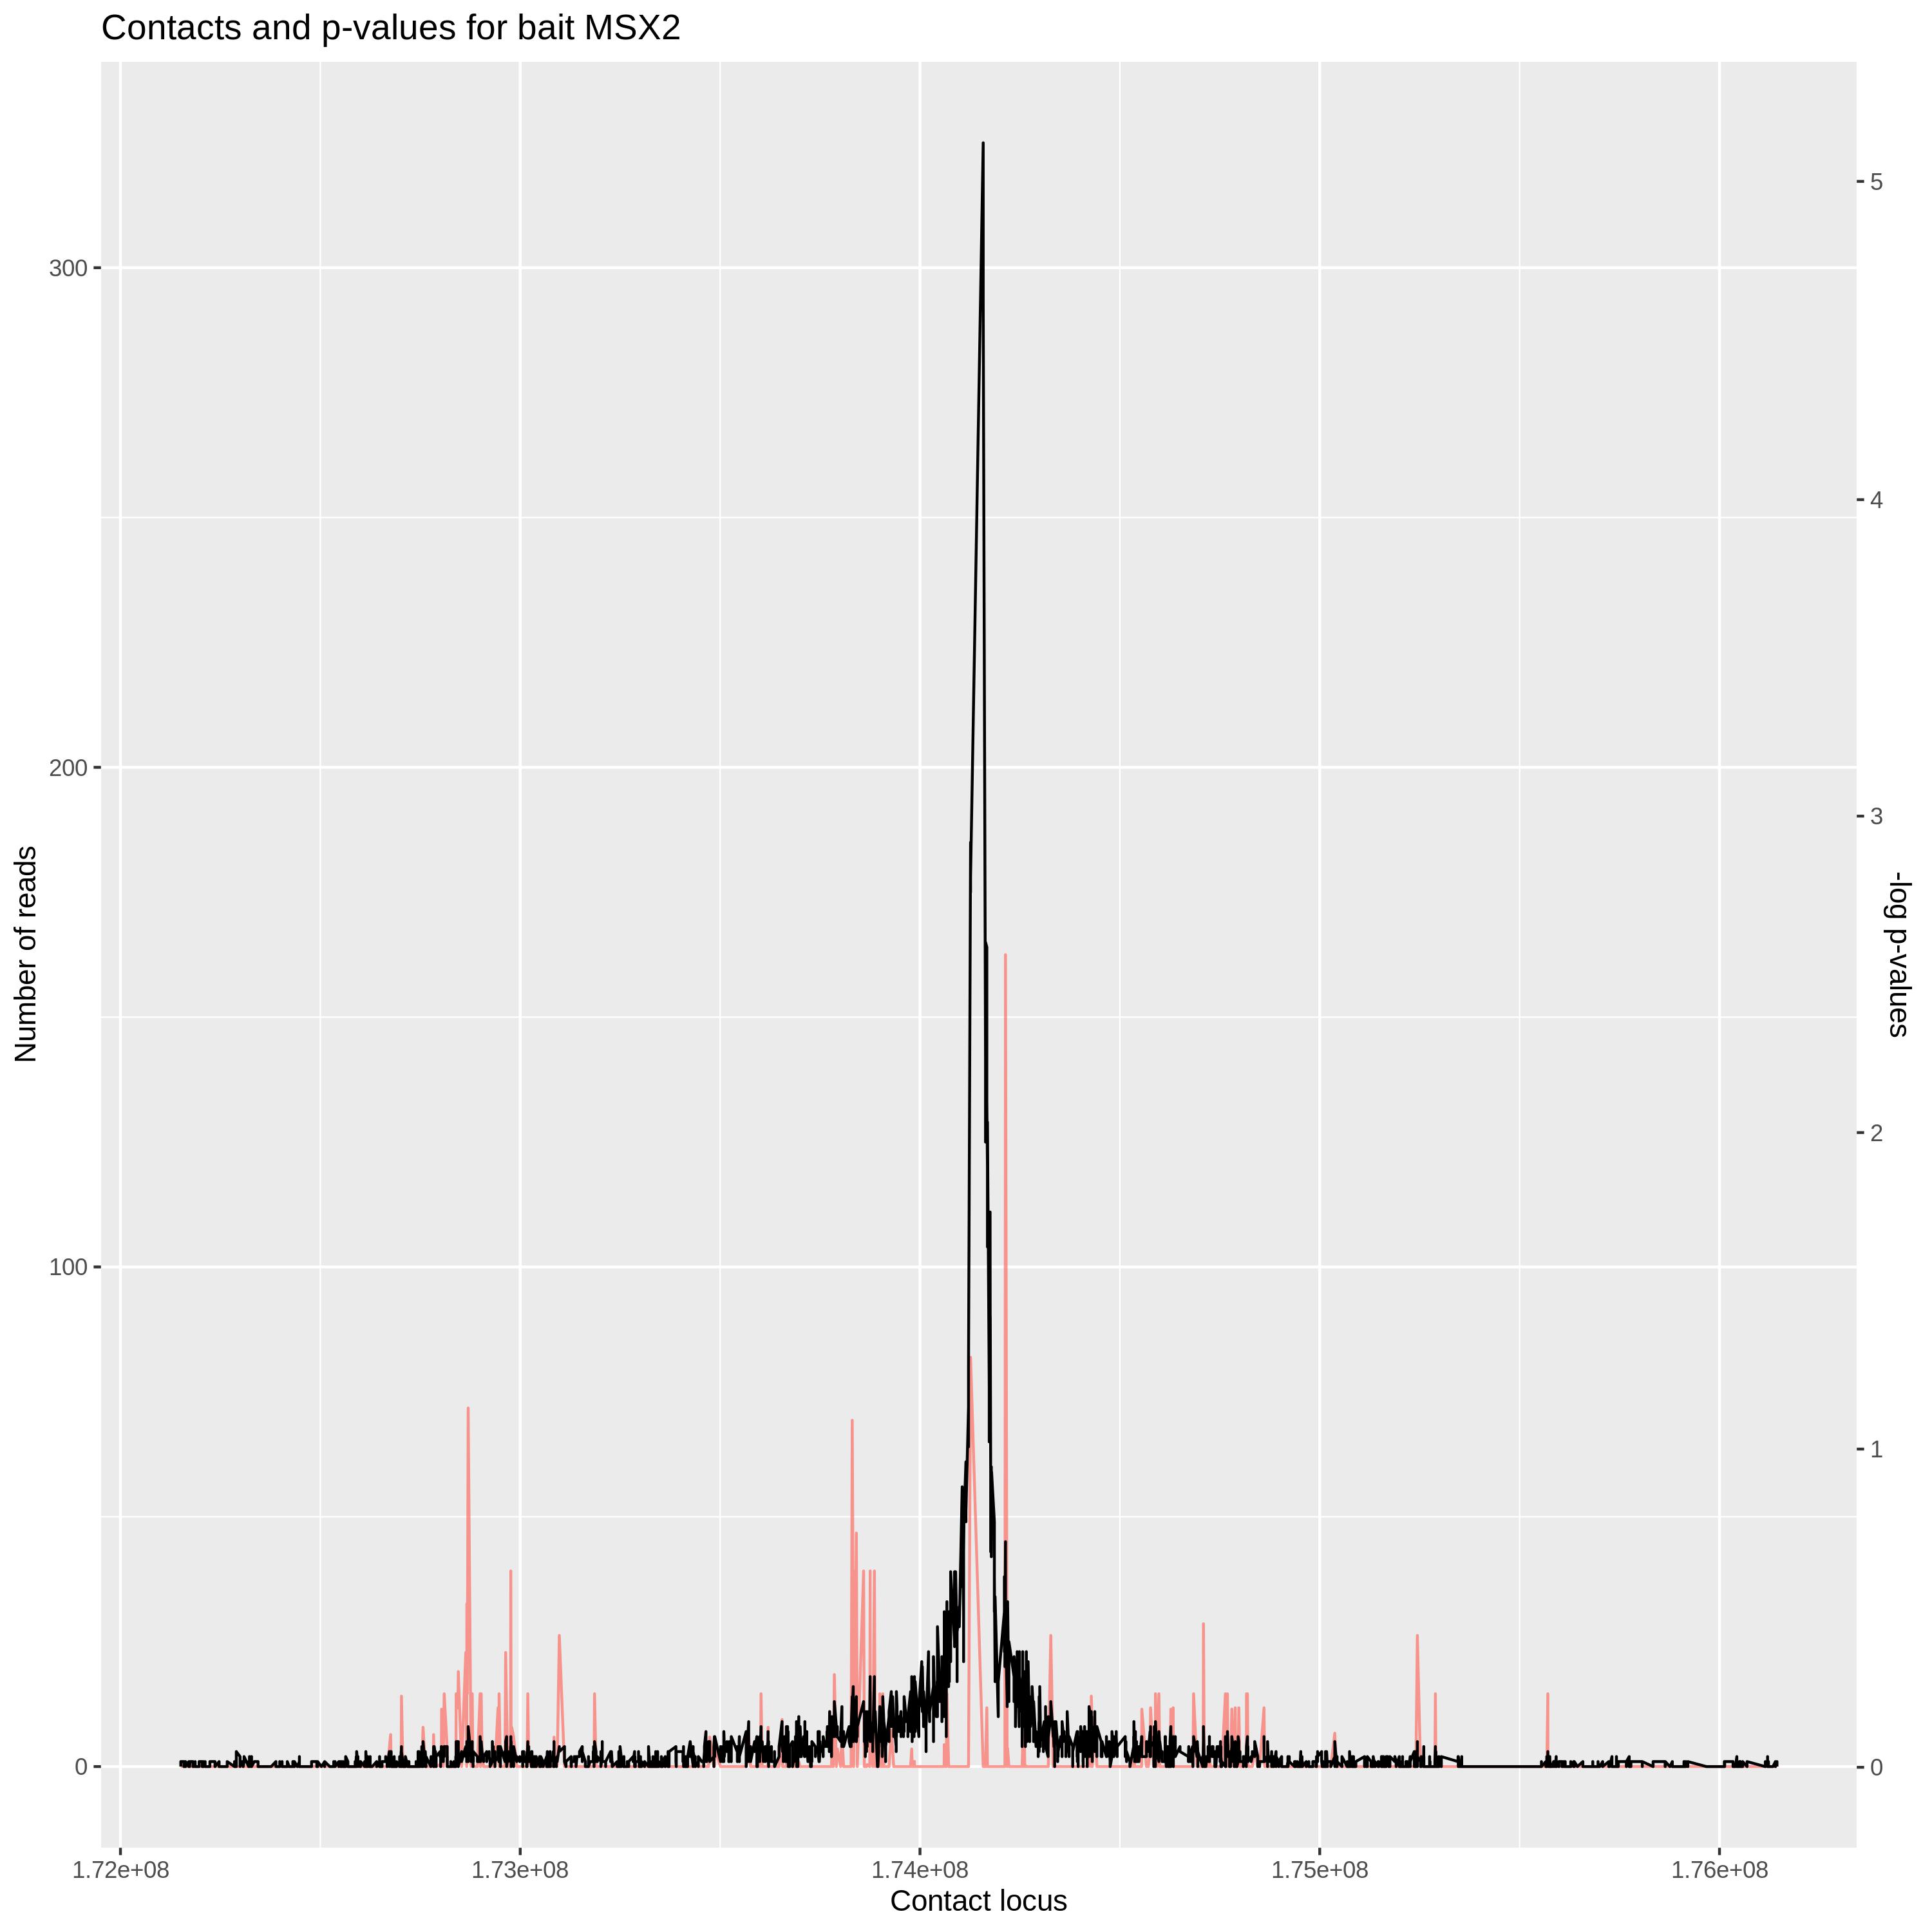 Contacts and p-values for bait MSX2
300
200
100
0
Number of reads
5
4
3
2
1
0
-log p-values
1.72e+08
1.73e+08
1.74e+08
1.75e+08
1.76e+08
Contact locus